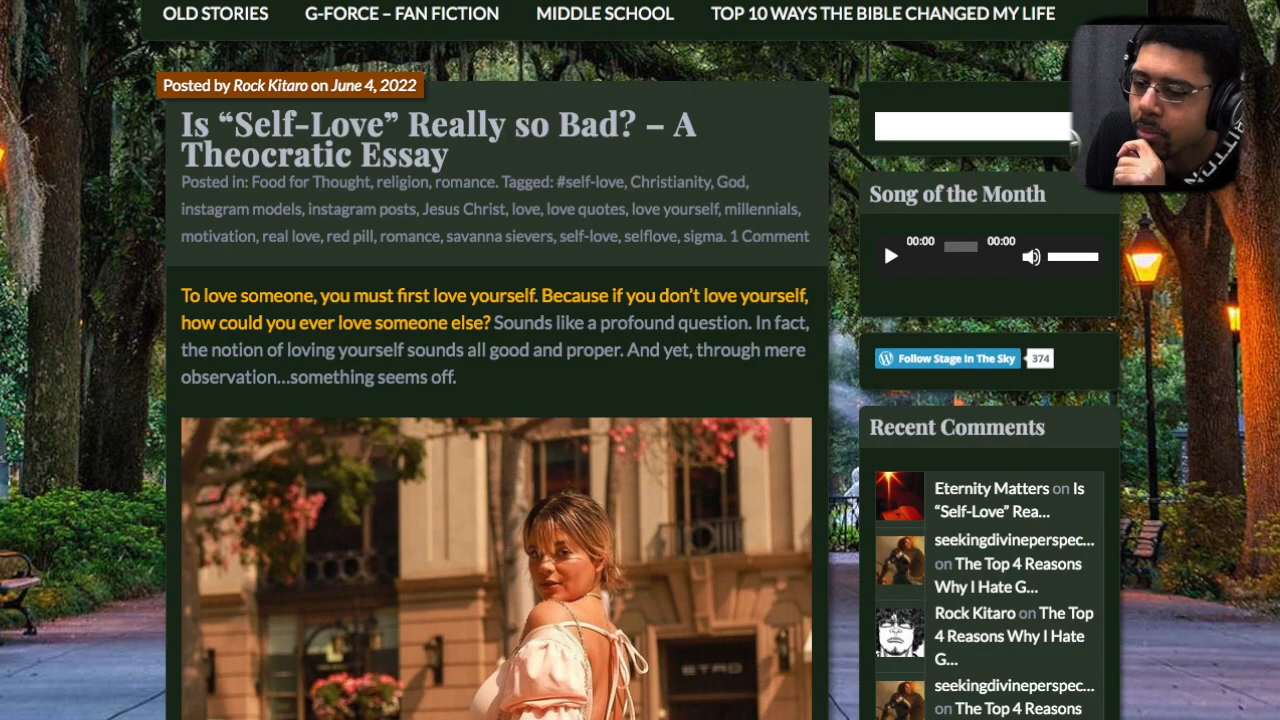 OLD STORIES G-FORCE – FAN FICTION MIDDLE SCHOOL TOP 10 WAYS THE BIBLE CHANGED MY LIFE
Posted by Rock Kitaro on June 4, 2022
Is “Self-Love” Really so Bad? – A
Theocratic Essay
Posted in: Food for Thought, religion, romance. Tagged: #self-love, Christianity, God,
instagram models, instagram posts, Jesus Christ, love, love quotes, love yourself, millennials,
motivation, real love, red pill, romance, savanna sievers, self-love, selflove, sigma. 1 Comment
To love someone, you must first love yourself. Because if you don’t love yourself,
how could you ever love someone else? Sounds like a profound question. In fact,
the notion of loving yourself sounds all good and proper. And yet, through mere
observation…something seems off.
ETRO
Song of the Month
00:00 00:00
Follow Stage In The Sky 374
Recent Comments
Eternity Matters on Is
“Self-Love” Rea…
seekingdivineperspec…
on The Top 4 Reasons
Why I Hate G…
Rock Kitaro on The Top
4 Reasons Why I Hate
G…
seekingdivineperspec…
on The Top 4 Reasons